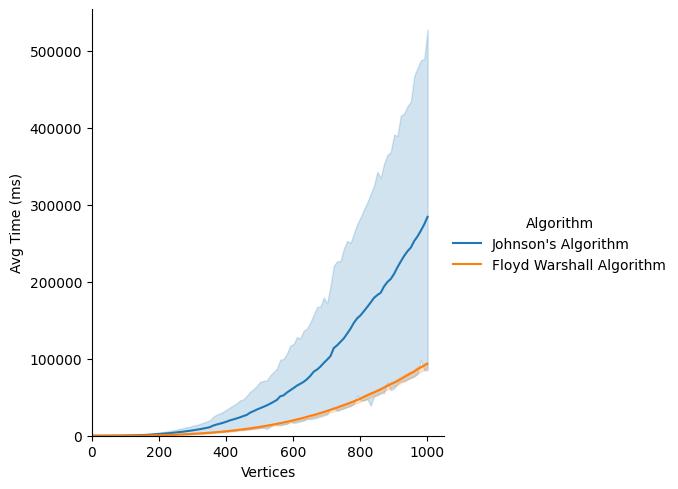 500000
400000
300000
200000
100000
0
Avg Time (ms)
0 200 400 600 800 1000
Vertices
Algorithm
Johnson's Algorithm
Floyd Warshall Algorithm